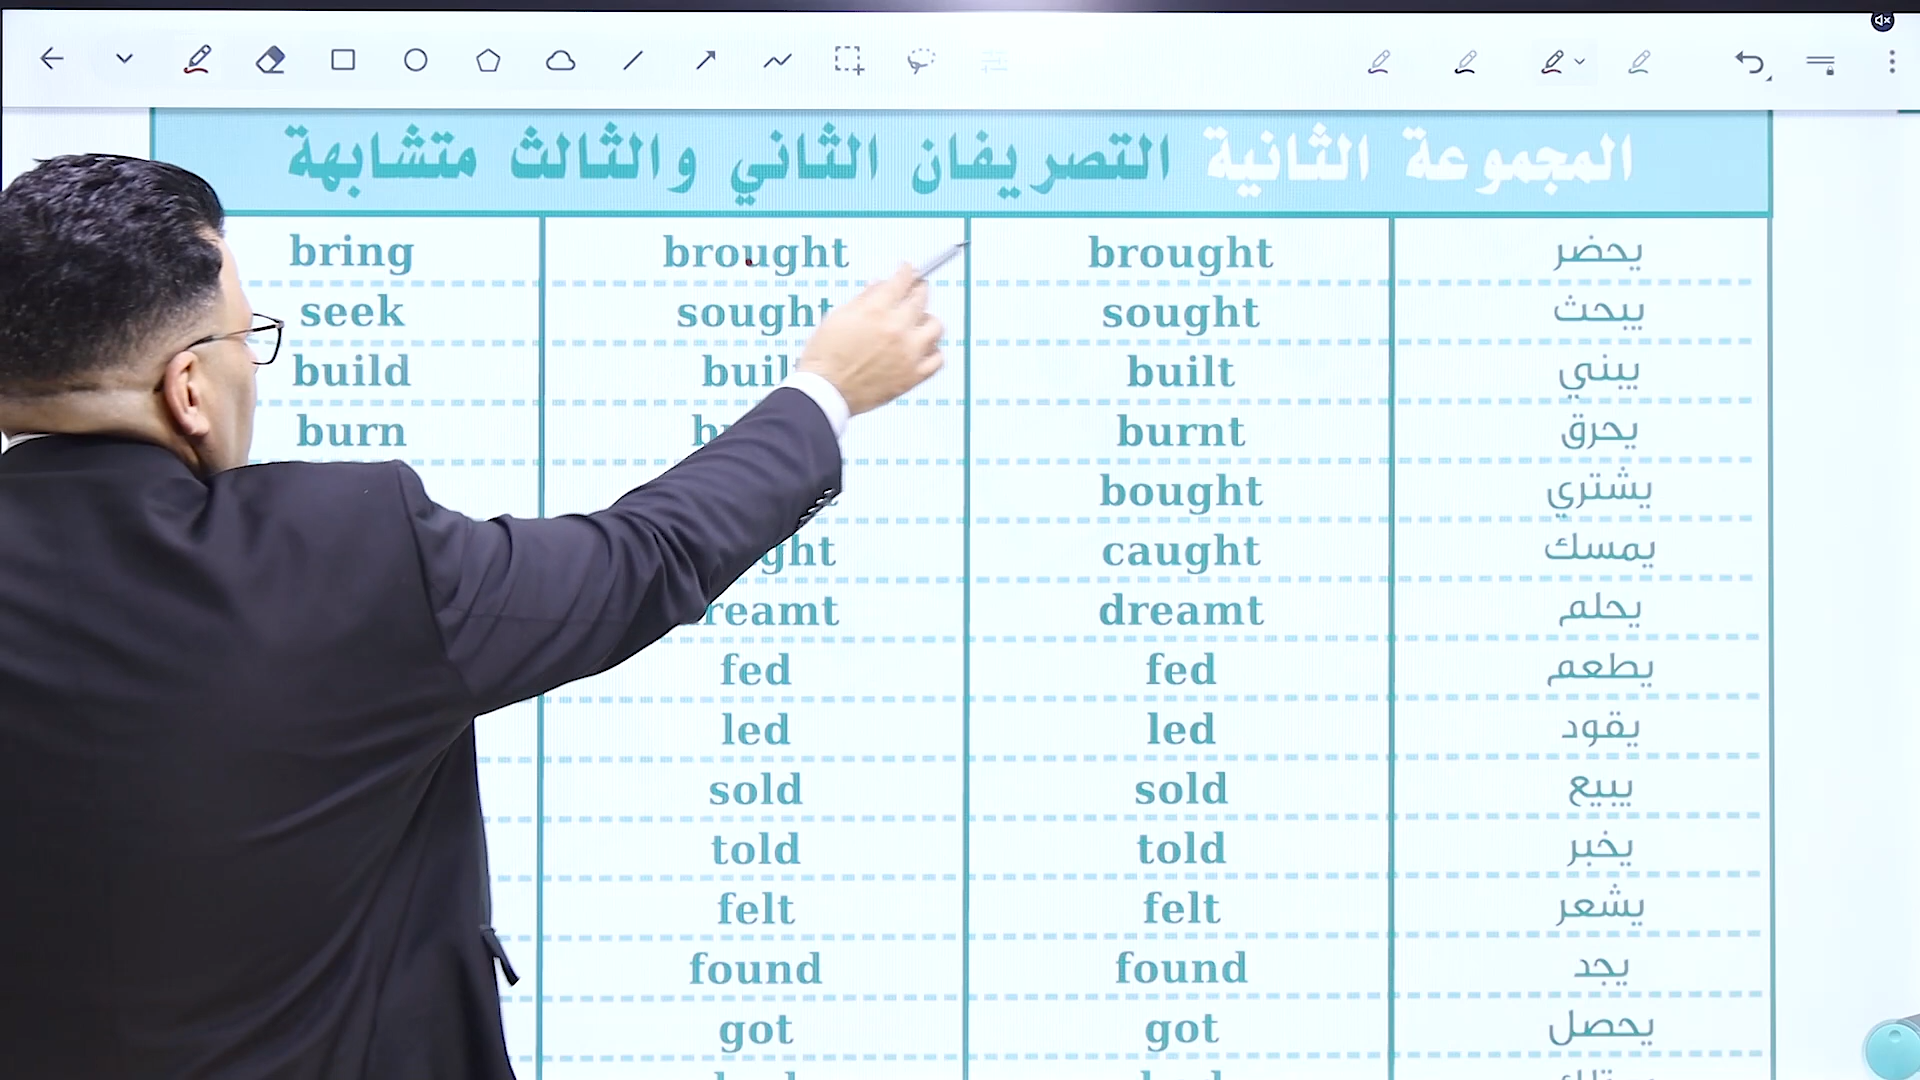 المجموعة الثانية التصريفان الثاني والثالث متشابهة
bring brought brought يحضر
seek sought sought يبحث
build built built يبني
burn burnt يحرق
bought يشتري
caught يمسك
dreamt dreamt يحلم
fed fed يطعم
led led يقود
sold sold يبيع
told told يخبر
felt felt يشعر
found found يجد
got got يحصل